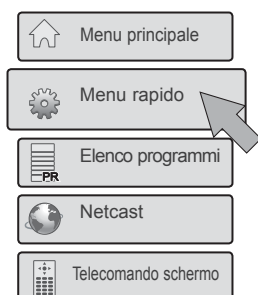 Menu principale
Menu rapido
Elenco programmi
PR
Netcast
Telecomando schermo